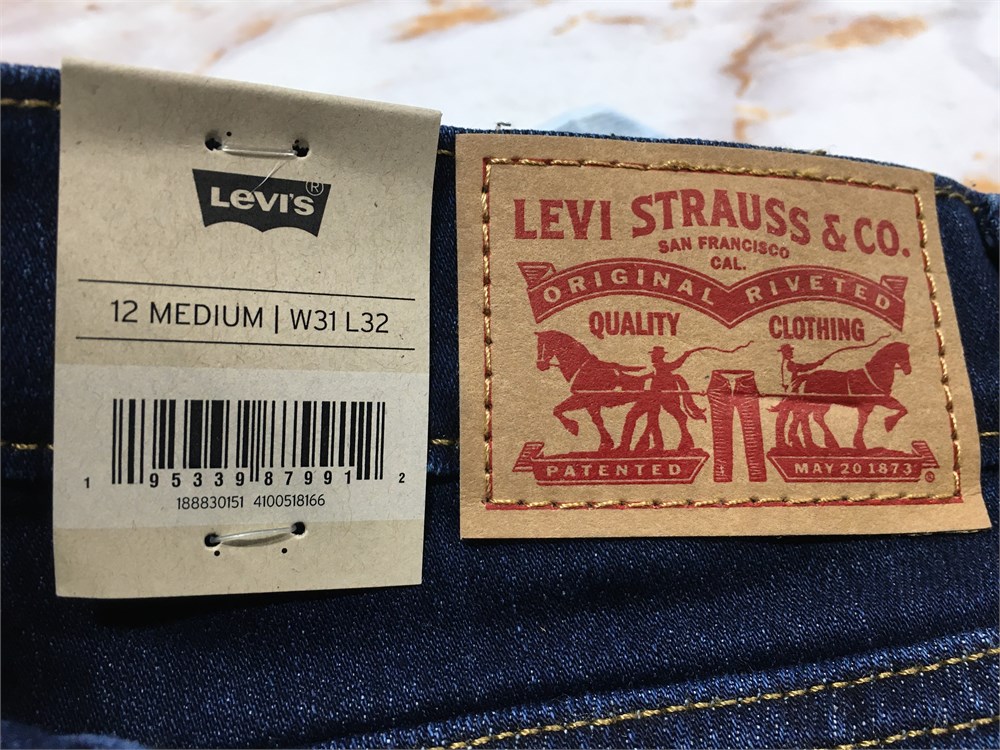 LEVI'S®
12 MEDIUM | W31 L32
1 95339 87991 2
188830151 4100518166
LEVI STRAUSS & CO.
SAN FRANCISCO
CAL.
ORIGINAL RIVETED
QUALITY CLOTHING
PATENTED MAY 20 1873 ®